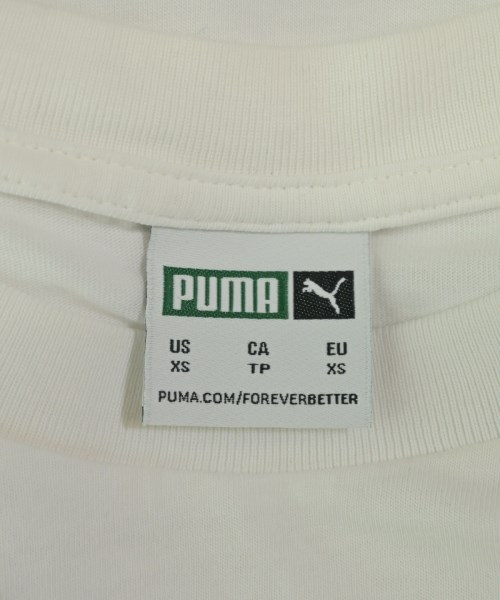 PUMA
US CA EU
XS TP XS
PUMA.COM/FOREVERBETTER